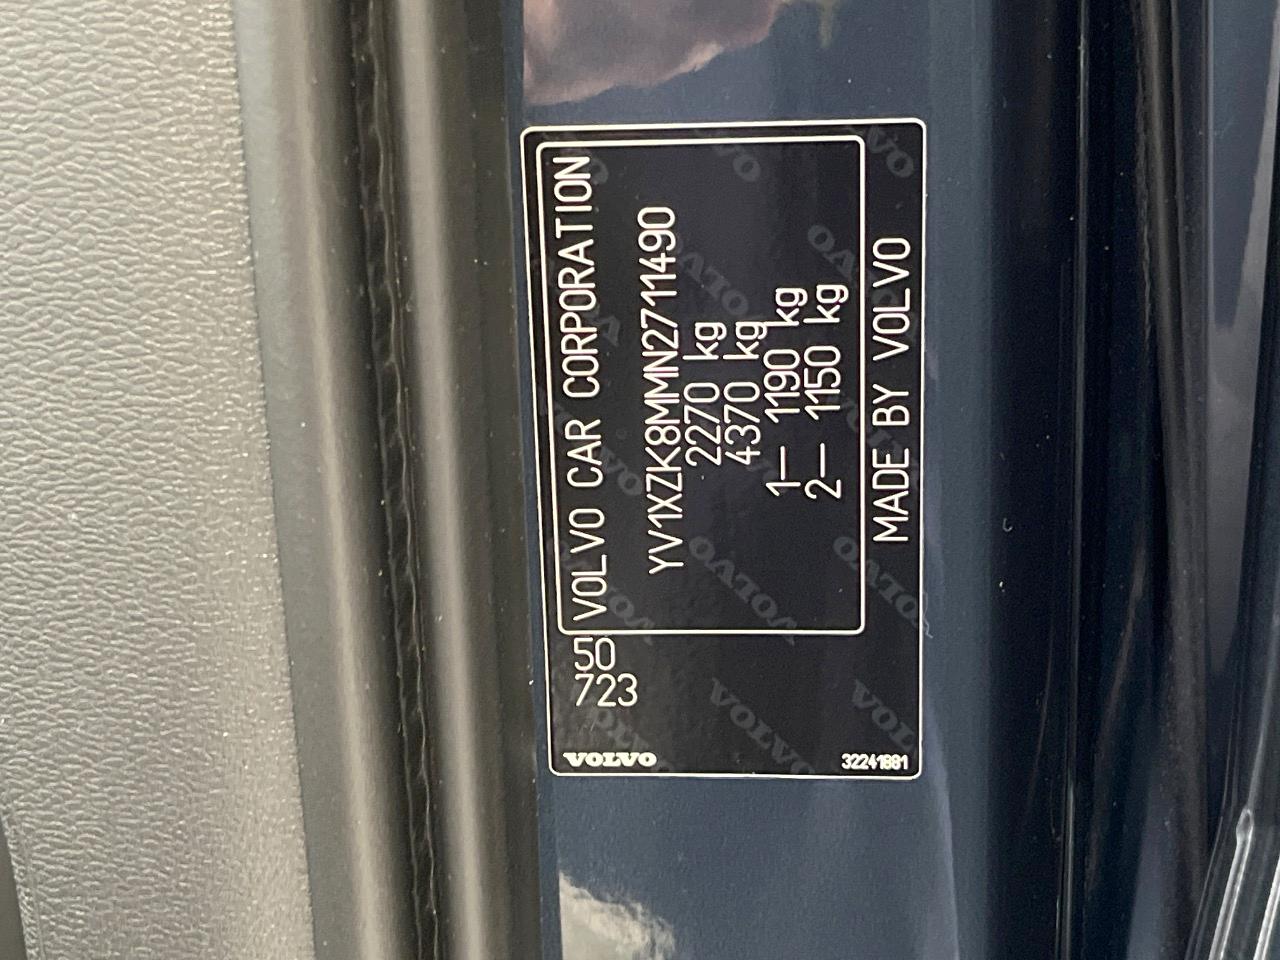 VOLVO CAR CORPORATION
YV1XZK8MMN2711490
2270 kg
4370 kg
1– 1190 kg
2– 1150 kg
MADE BY VOLVO
50
723
VOLVO
32241881